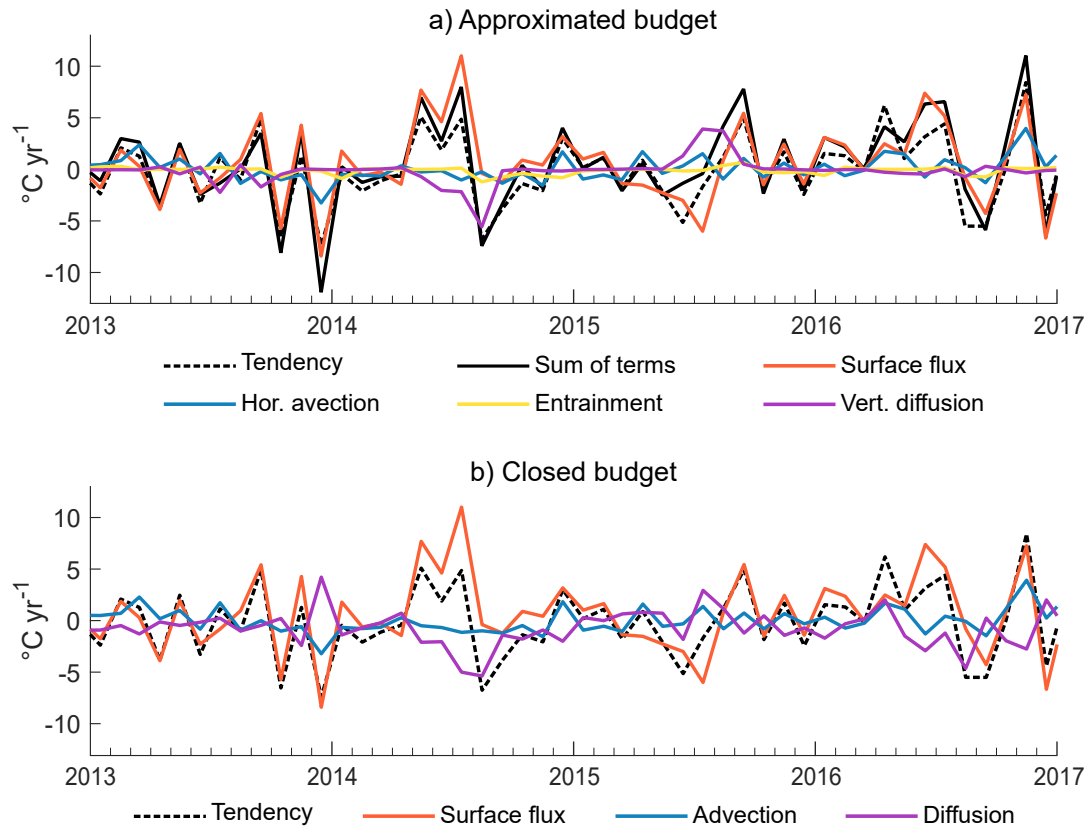 a) Approximated budget
10
5
0
-5
-10
°C yr-1
2013 2014 2015 2016 2017
Tendency Sum of terms Surface flux
Hor. avection Entrainment Vert. diffusion
b) Closed budget
10
5
0
-5
-10
°C yr-1
2013 2014 2015 2016 2017
Tendency Surface flux Advection Diffusion